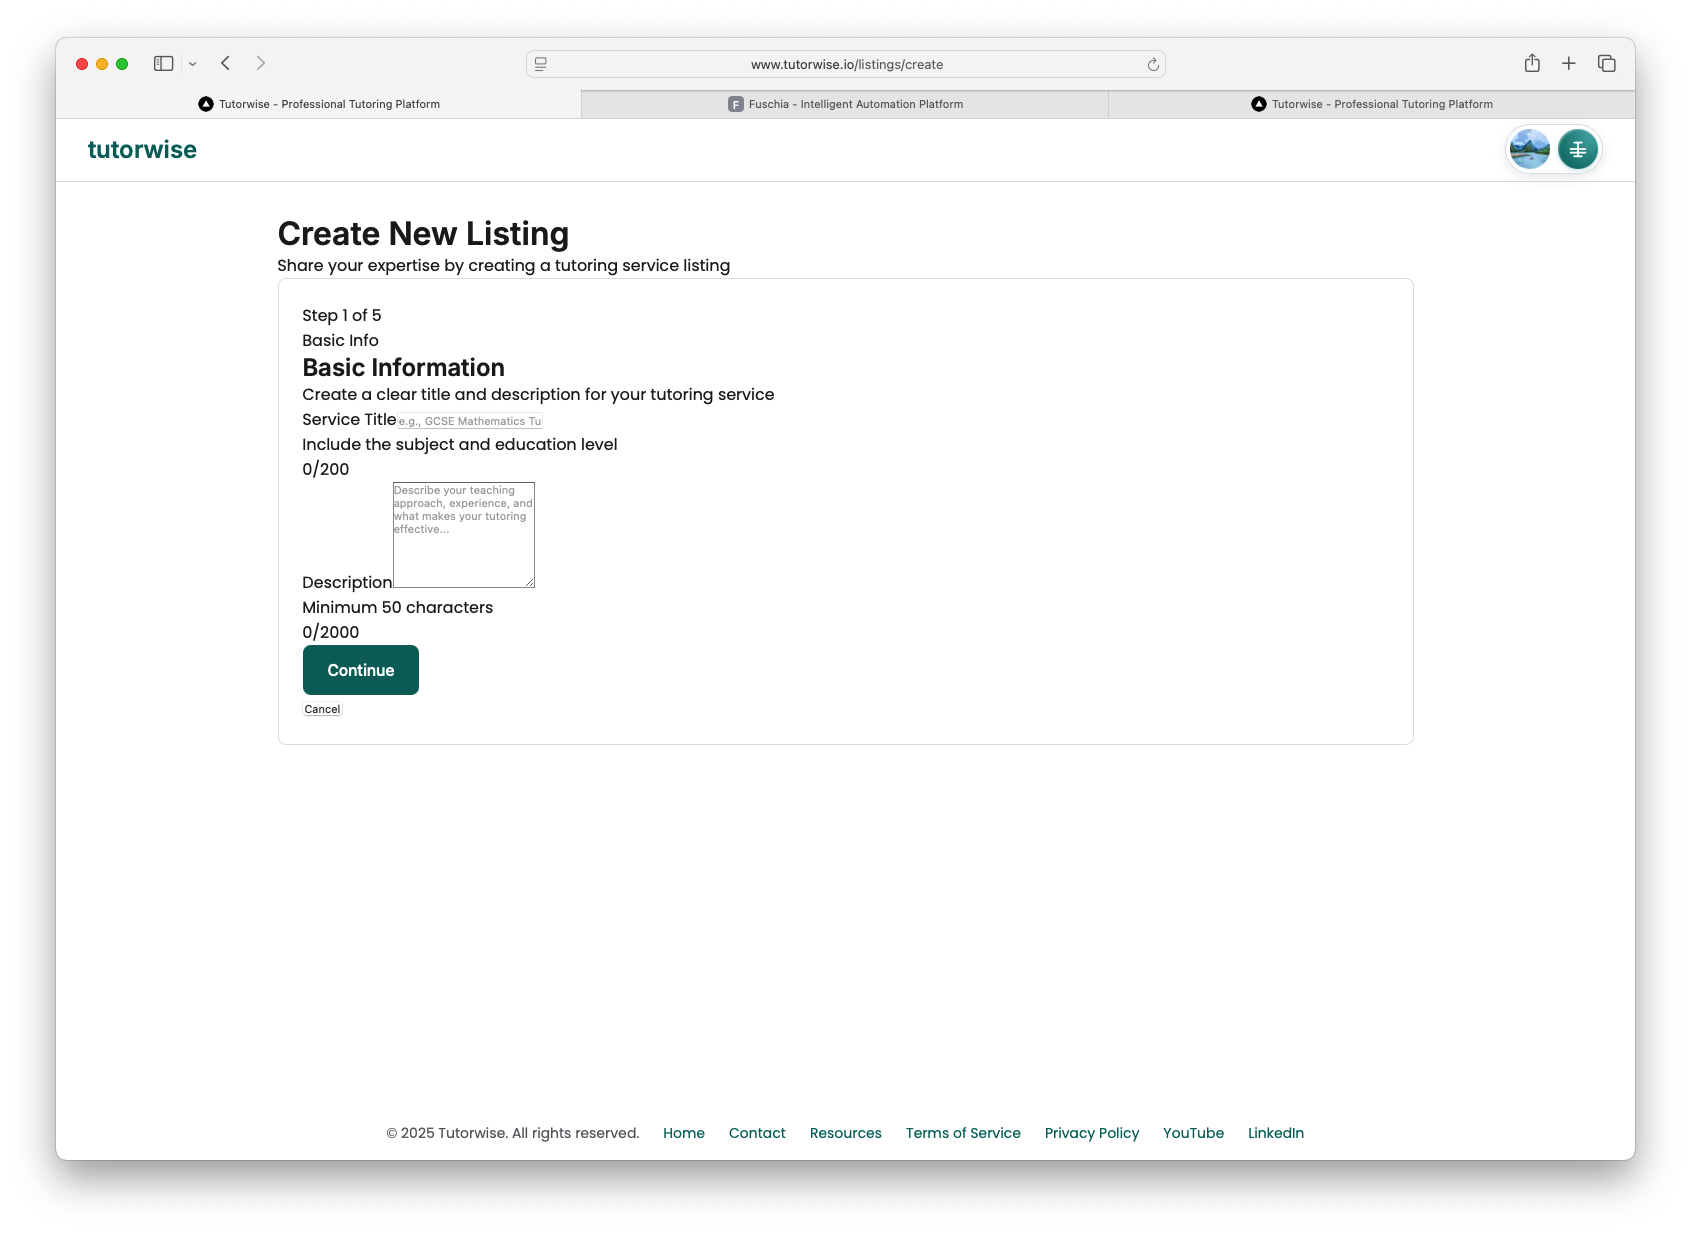 www.tutorwise.io/listings/create
Tutorwise - Professional Tutoring Platform
F Fuschia - Intelligent Automation Platform
Tutorwise - Professional Tutoring Platform
tutorwise
Create New Listing
Share your expertise by creating a tutoring service listing
Step 1 of 5
Basic Info
Basic Information
Create a clear title and description for your tutoring service
Service Title e.g., GCSE Mathematics Tu
Include the subject and education level
0/200
Describe your teaching
approach, experience, and
what makes your tutoring
effective...
Description
Minimum 50 characters
0/2000
Continue
Cancel
© 2025 Tutorwise. All rights reserved. Home Contact Resources Terms of Service Privacy Policy YouTube LinkedIn